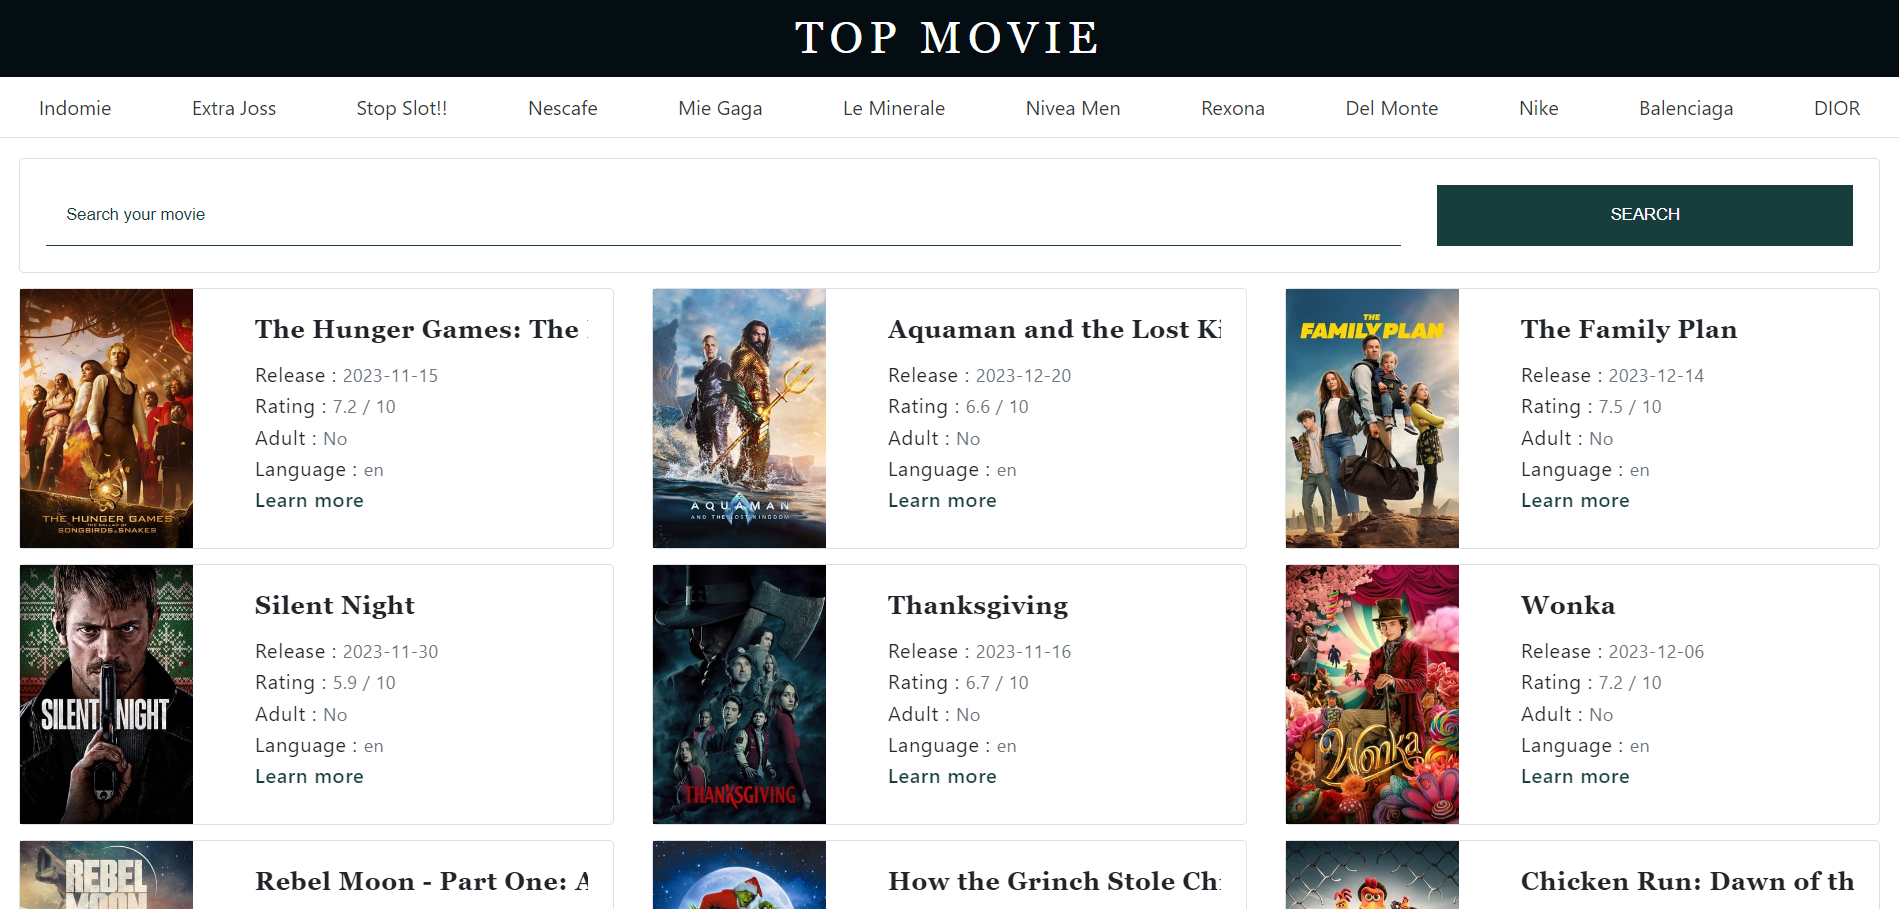 TOP MOVIE
Indomie Extra Joss Stop Slot!! Nescafe Mie Gaga Le Minerale Nivea Men Rexona Del Monte Nike Balenciaga DIOR
Search your movie
SEARCH
THE HUNGER GAMES
THE BALLAD OF
SONGBIRDS & SNAKES
The Hunger Games: The
Release : 2023-11-15
Rating : 7.2 / 10
Adult : No
Language : en
Learn more
AQUAMAN
AND THE LOST KINGDOM
Aquaman and the Lost Ki
Release : 2023-12-20
Rating : 6.6 / 10
Adult : No
Language : en
Learn more
THE
FAMILY PLAN
The Family Plan
Release : 2023-12-14
Rating : 7.5 / 10
Adult : No
Language : en
Learn more
SILENT NIGHT
Silent Night
Release : 2023-11-30
Rating : 5.9 / 10
Adult : No
Language : en
Learn more
THANKSGIVING
Thanksgiving
Release : 2023-11-16
Rating : 6.7 / 10
Adult : No
Language : en
Learn more
Wonka
Wonka
Release : 2023-12-06
Rating : 7.2 / 10
Adult : No
Language : en
Learn more
REBEL
MOON
Rebel Moon - Part One: A
How the Grinch Stole Ch
Chicken Run: Dawn of th